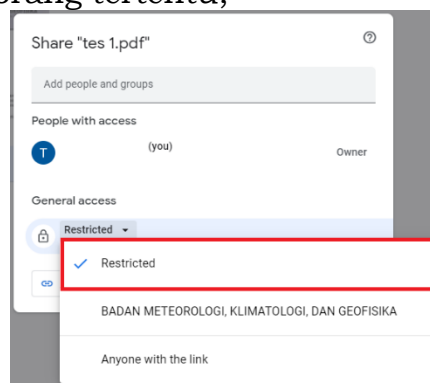 orang tertentu,
Share "tes 1.pdf"
Add people and groups
People with access
T
(you)
Owner
General access
Restricted
Restricted
BADAN METEOROLOGI, KLIMATOLOGI, DAN GEOFISIKA
Anyone with the link